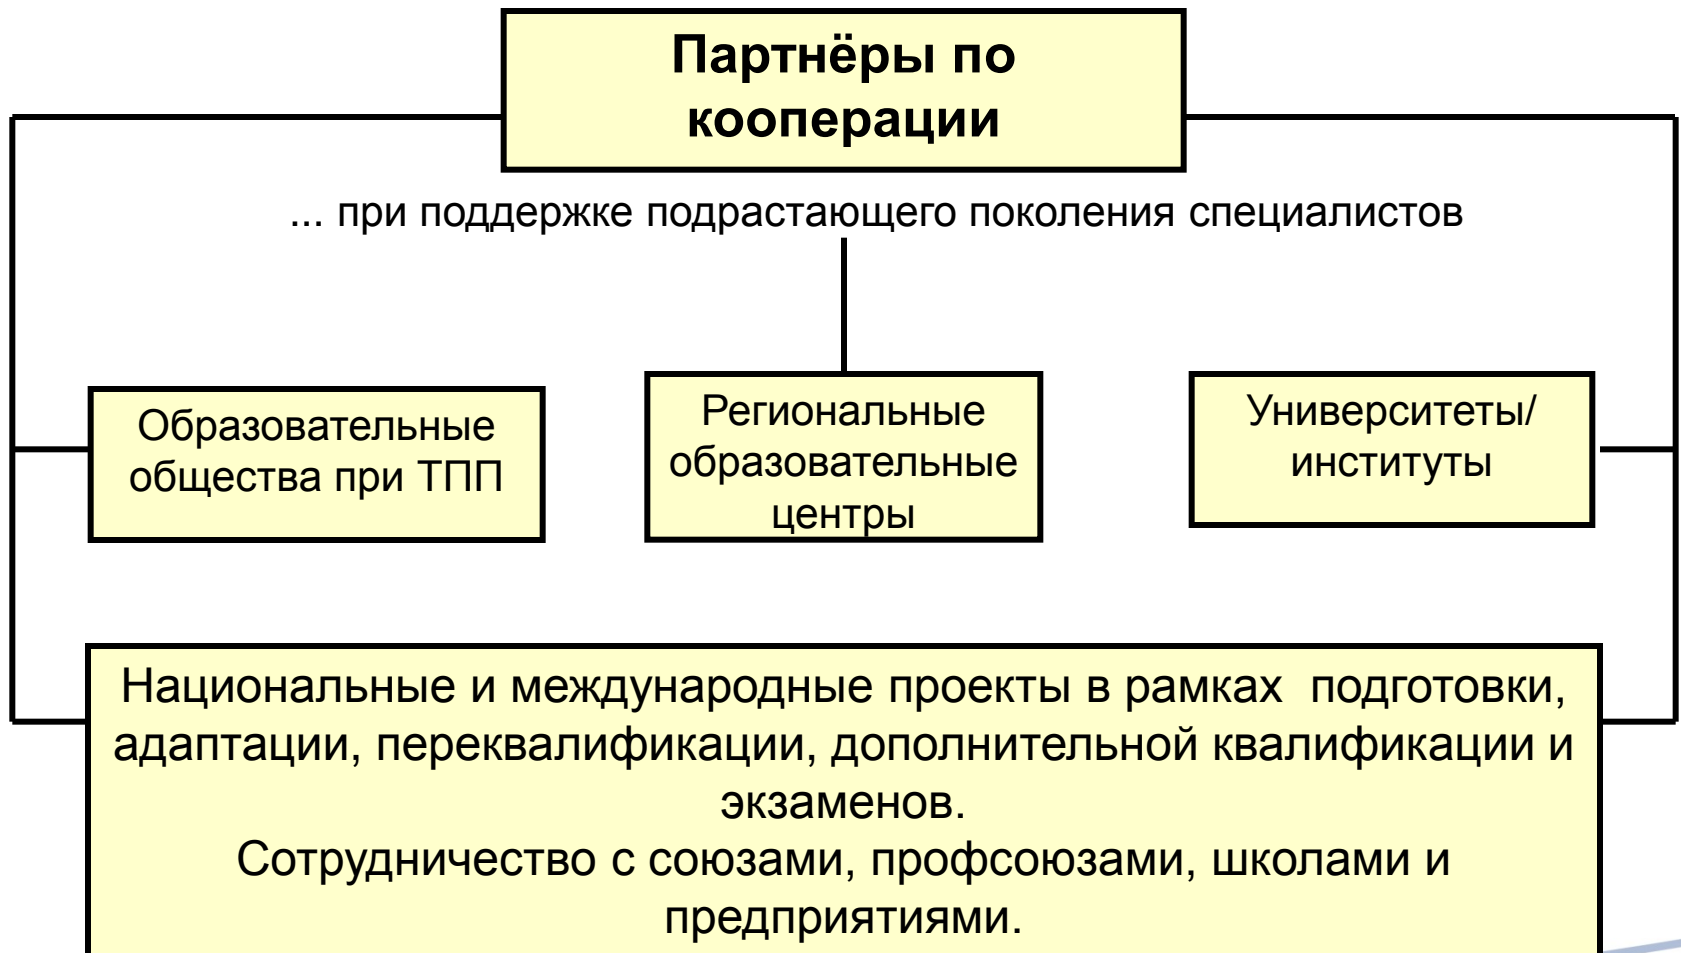 Партнёры по
кооперации
... при поддержке подрастающего поколения специалистов
Образовательные
общества при ТПП
Региональные
образовательные
центры
Университеты/
институты
Национальные и международные проекты в рамках  подготовки,
адаптации, переквалификации, дополнительной квалификации и
экзаменов.
Сотрудничество с союзами, профсоюзами, школами и
предприятиями.